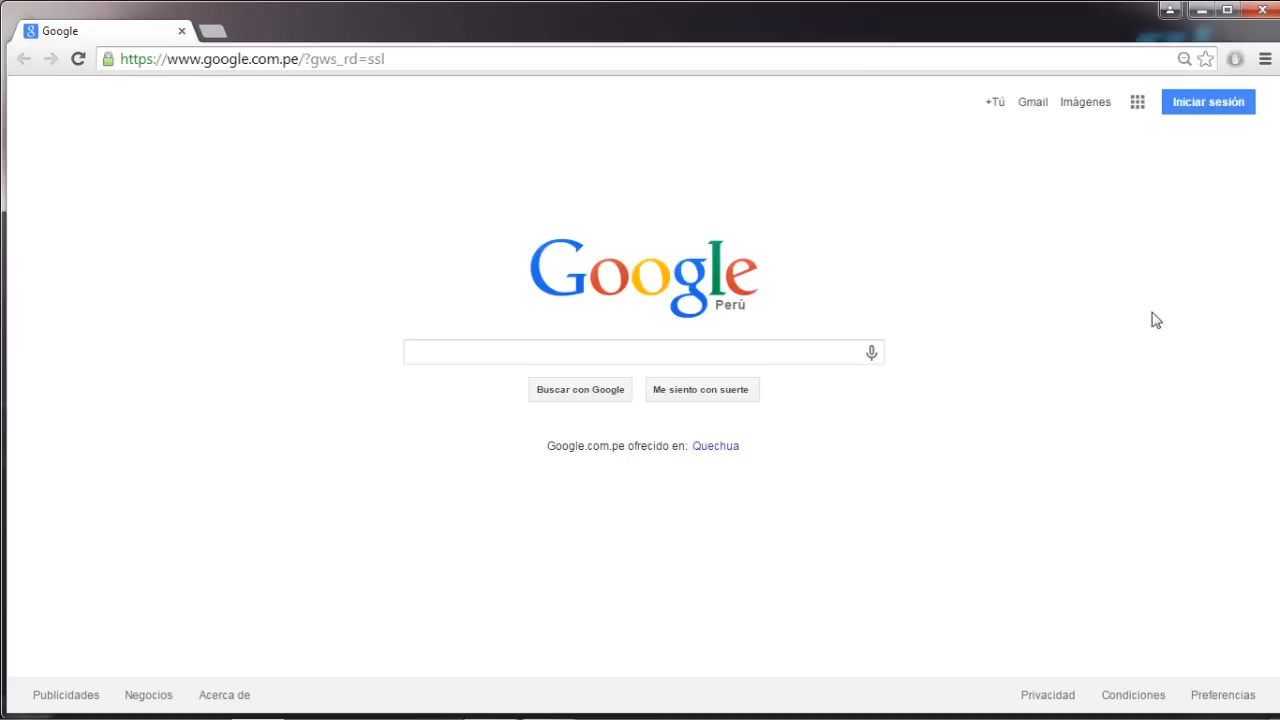 Google
https://www.google.com.pe/?gws_rd=ssl
+Tú Gmail Imágenes Iniciar sesión
Google
Perú
Buscar con Google Me siento con suerte
Google.com.pe ofrecido en: Quechua
Publicidades Negocios Acerca de Privacidad Condiciones Preferencias